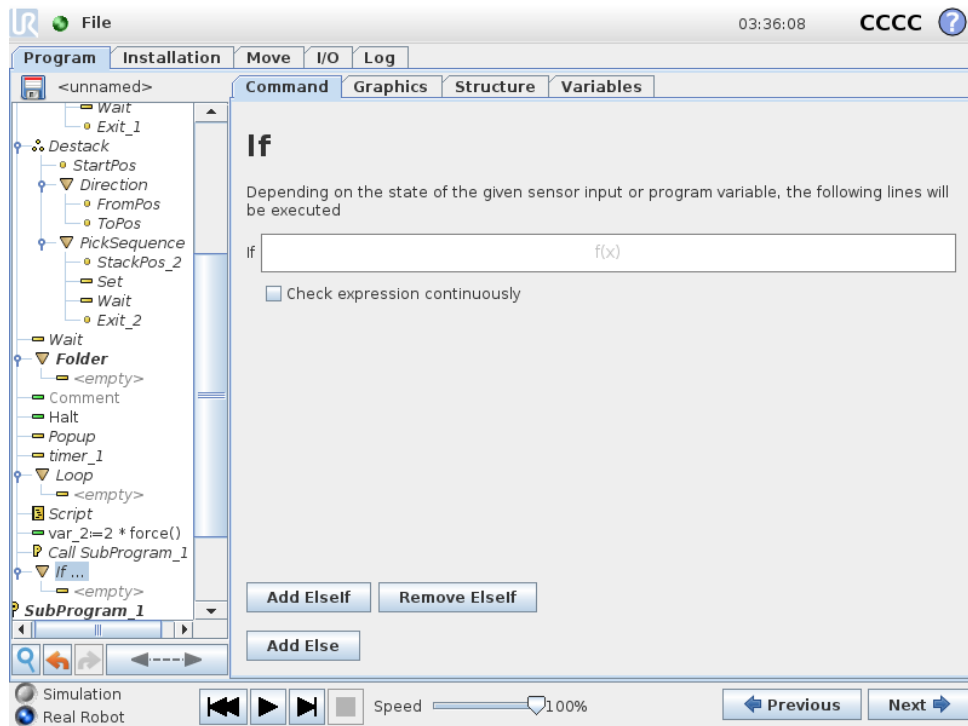 UR File 03:36:08 CCCC ?
Program Installation Move I/O Log
<unnamed>
Command Graphics Structure Variables
Wait
Exit_1
Destack
StartPos
Direction
FromPos
ToPos
PickSequence
StackPos_2
Set
Wait
Exit_2
Wait
Folder
<empty>
Comment
Halt
Popup
timer_1
Loop
<empty>
Script
var_2:=2 * force()
Call SubProgram_1
If ...
<empty>
SubProgram_1
If
Depending on the state of the given sensor input or program variable, the following lines will
be executed
If f(x)
Check expression continuously
Add ElseIf Remove ElseIf
Add Else
Simulation
Real Robot
Speed 100%
Previous Next